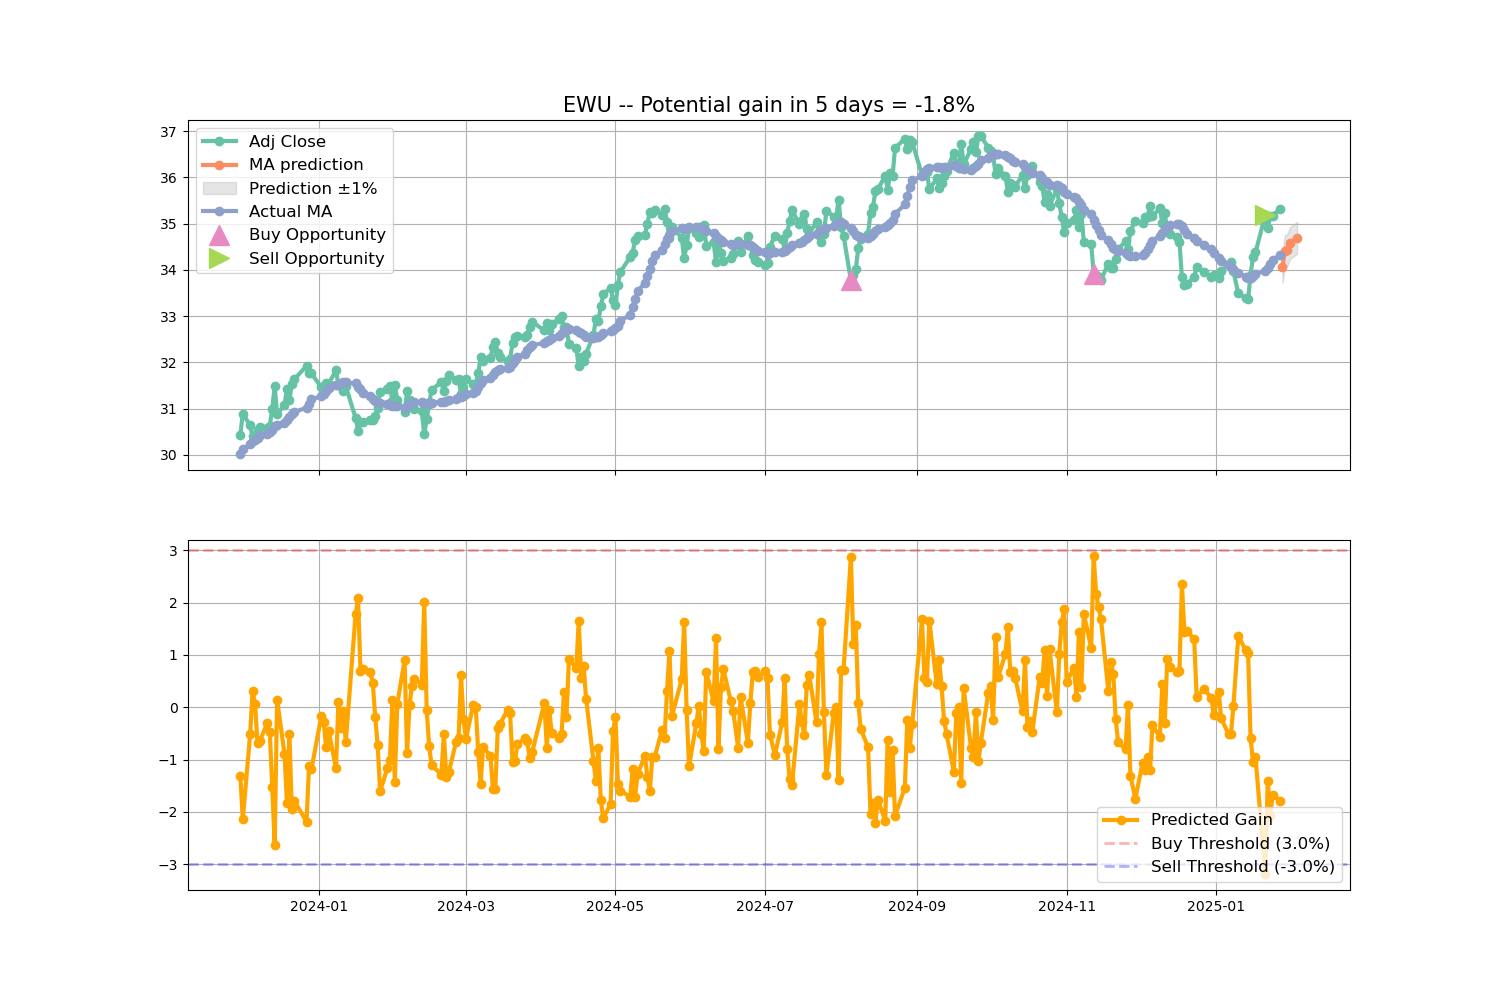 EWU -- Potential gain in 5 days = -1.8%
37
36
35
34
33
32
31
30
Adj Close
MA prediction
Prediction ±1%
Actual MA
Buy Opportunity
Sell Opportunity
3
2
1
0
−1
−2
−3
Predicted Gain
Buy Threshold (3.0%)
Sell Threshold (-3.0%)
2024-01
2024-03
2024-05
2024-07
2024-09
2024-11
2025-01